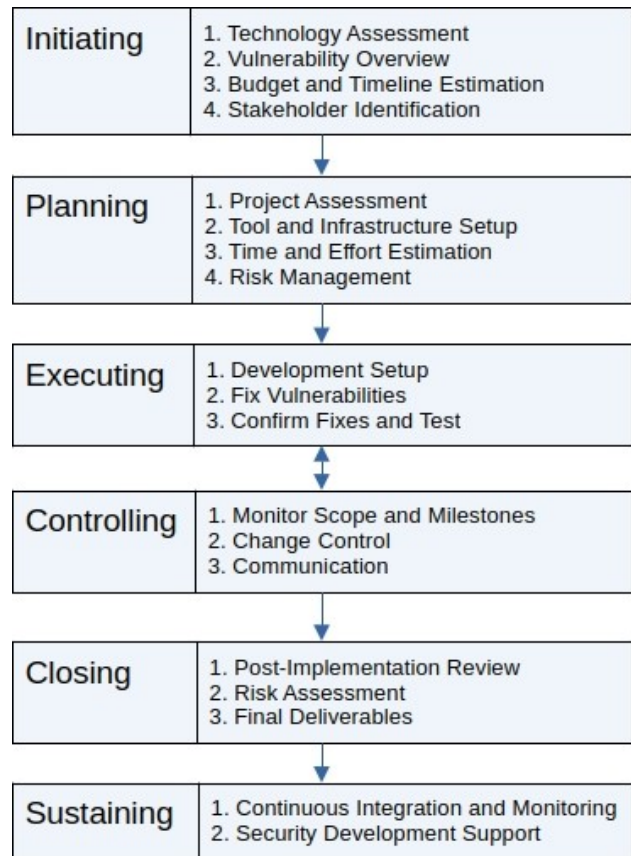 Initiating
1. Technology Assessment
2. Vulnerability Overview
3. Budget and Timeline Estimation
4. Stakeholder Identification
Planning
1. Project Assessment
2. Tool and Infrastructure Setup
3. Time and Effort Estimation
4. Risk Management
Executing
1. Development Setup
2. Fix Vulnerabilities
3. Confirm Fixes and Test
Controlling
1. Monitor Scope and Milestones
2. Change Control
3. Communication
Closing
1. Post-Implementation Review
2. Risk Assessment
3. Final Deliverables
Sustaining
1. Continuous Integration and Monitoring
2. Security Development Support